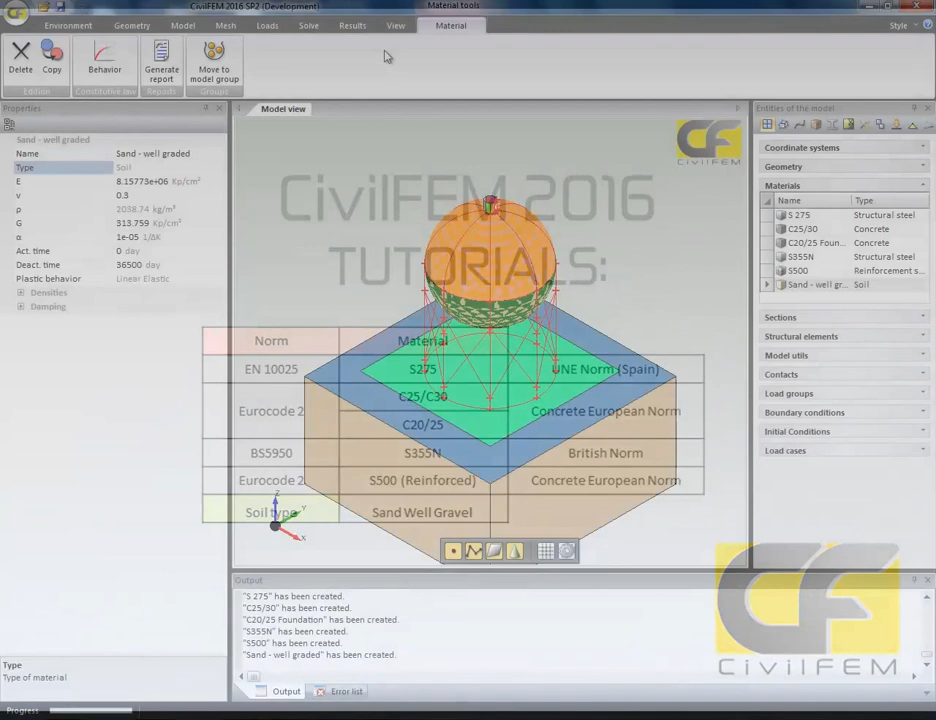 CivilFEM 2016 SP2 (Development)
Material tools
Environment Geometry Model Mesh Loads Solve Results View Material
Style
Delete Copy Behavior Generate report Move to model group
Edition Constitutive law Reports Groups
Properties
Sand - well graded
Name Sand - well graded
Type Soil
E 8.15773e+06 Kp/cm²
ν 0.3
ρ 2038.74 kg/m³
G 313.759 Kp/cm²
α 1e-05 1/ΔK
Act. time 0 day
Deact. time 36500 day
Plastic behavior Linear Elastic
Densities
Damping
Type
Type of material
Progress
Model view
CIVILFEM
CivilFEM 2016
TUTORIALS:
Norm Material
EN 10025 S275 UNE Norm (Spain)
Eurocode 2 C25/C30 Concrete European Norm
C20/25
BS5950 S355N British Norm
Eurocode 2 S500 (Reinforced) Concrete European Norm
Soil type Sand Well Gravel
Z
Y
X
Output
"S 275" has been created.
"C25/30" has been created.
"C20/25 Foundation" has been created.
"S355N" has been created.
"S500" has been created.
"Sand - well graded" has been created.
Output Error list
Entities of the model
Coordinate systems
Geometry
Materials
Name Type
S 275 Structural steel
C25/30 Concrete
C20/25 Foun... Concrete
S355N Structural steel
S500 Reinforcement s...
Sand - well gr... Soil
Sections
Structural elements
Model utils
Contacts
Load groups
Boundary conditions
Initial Conditions
Load cases
CF
CIVILFEM